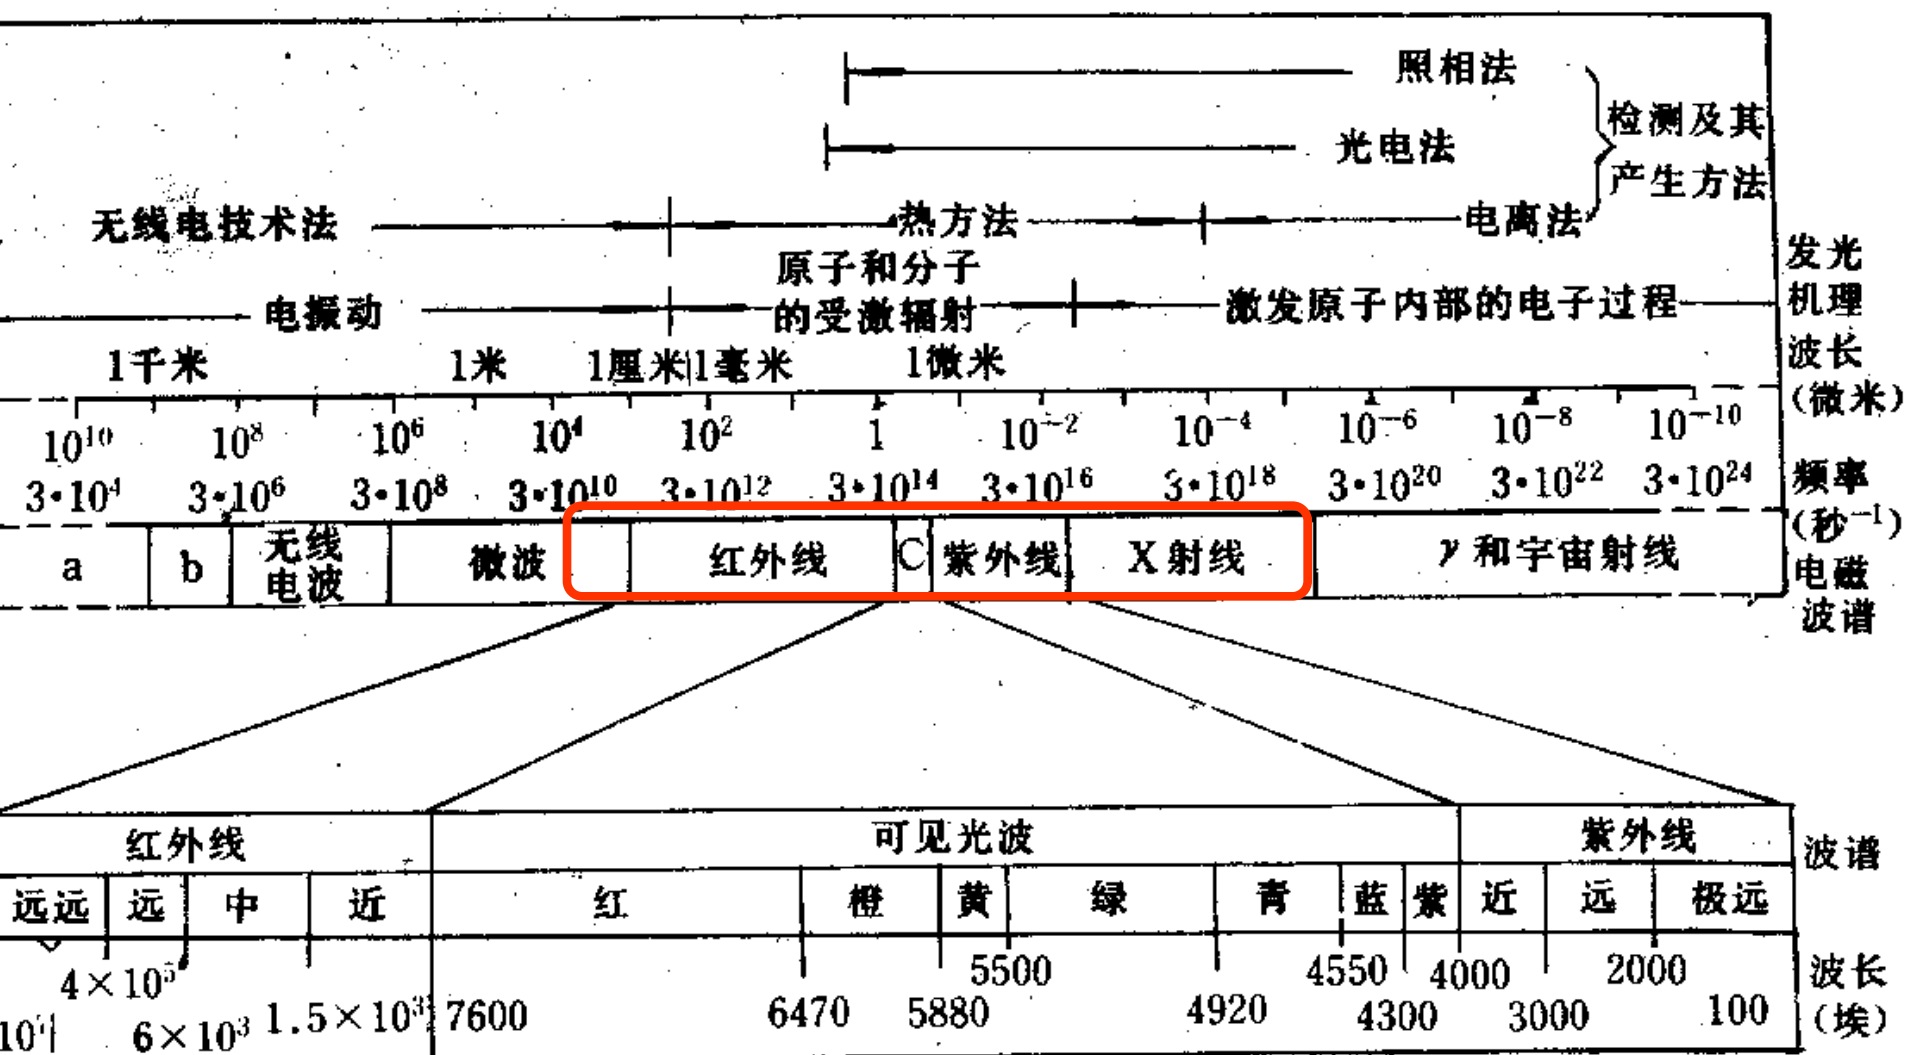 照相法
检测及其
光电法
产生方法
无线电技术法 热方法 电离法
发光
原子和分子
机理
电振动 的受激辐射 激发原子内部的电子过程
1千米 1米 1厘米 1毫米 1微米 波长
(微米)
10¹⁰ 10⁸ 10⁶ 10⁴ 10² 1 10⁻² 10⁻⁴ 10⁻⁶ 10⁻⁸ 10⁻¹⁰
3·10⁴ 3·10⁶ 3·10⁸ 3·10¹⁰ 3·10¹² 3·10¹⁴ 3·10¹⁶ 3·10¹⁸ 3·10²⁰ 3·10²² 3·10²⁴ 频率
(秒⁻¹)
a b 无线 微波 红外线 C 紫外线 X射线 γ和宇宙射线 电磁
电波
波谱
红外线 可见光波 紫外线 波谱
远远 远 中 近 红 橙 黄 绿 青 蓝 紫 近 远 极远
4×10⁵ 5500 4550 4000 2000 波长
6×10³ 1.5×10³ 7600 6470 5880 4920 4300 3000 100 (埃)